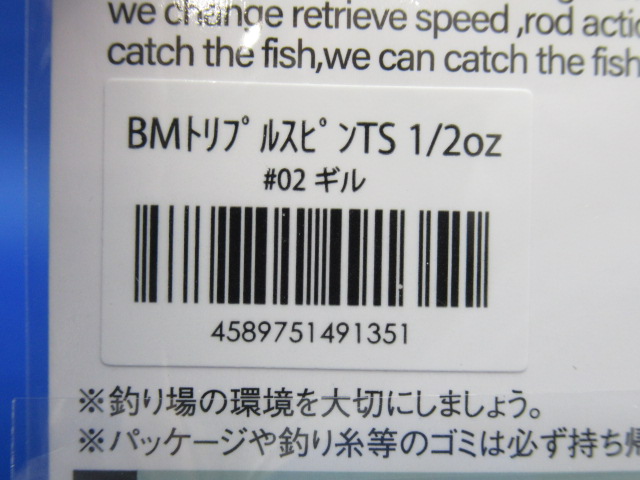 we change retrieve speed ,rod actio
catch the fish,we can catch the fish
BMﾄﾘﾌﾟﾙｽﾋﾟﾝTS 1/2oz
#02 ギル
4589751491351
※釣り場の環境を大切にしましょう。
※パッケージや釣り糸等のゴミは必ず持ち帰